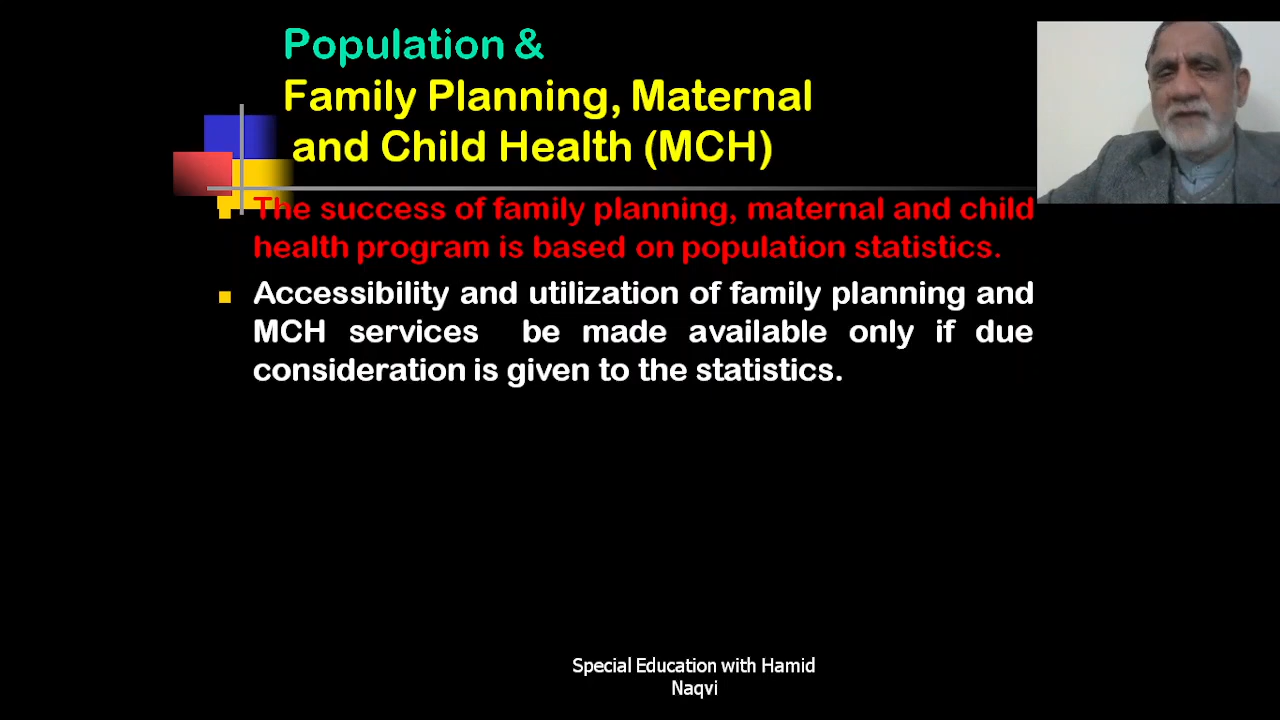 Population &
Family Planning, Maternal
and Child Health (MCH)
The success of family planning, maternal and child
health program is based on population statistics.
Accessibility and utilization of family planning and
MCH services be made available only if due
consideration is given to the statistics.
Special Education with Hamid
Naqvi